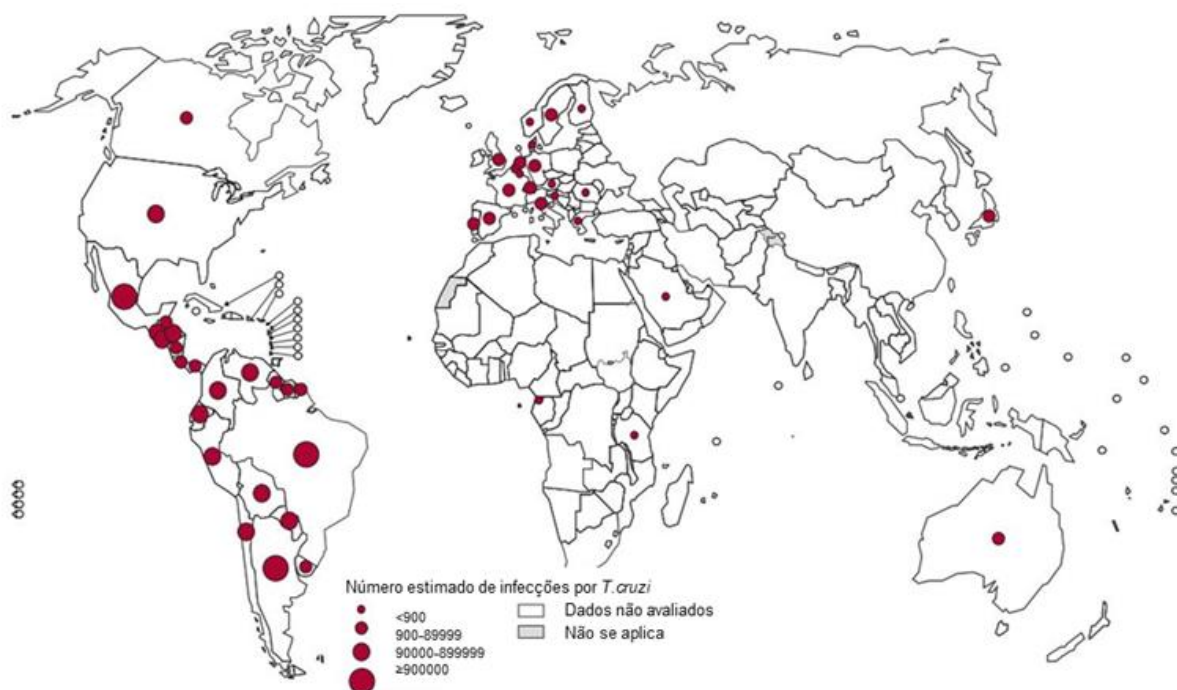 Número estimado de infecções por T.cruzi
<900
900-89999
90000-899999
≥900000
Dados não avaliados
Não se aplica